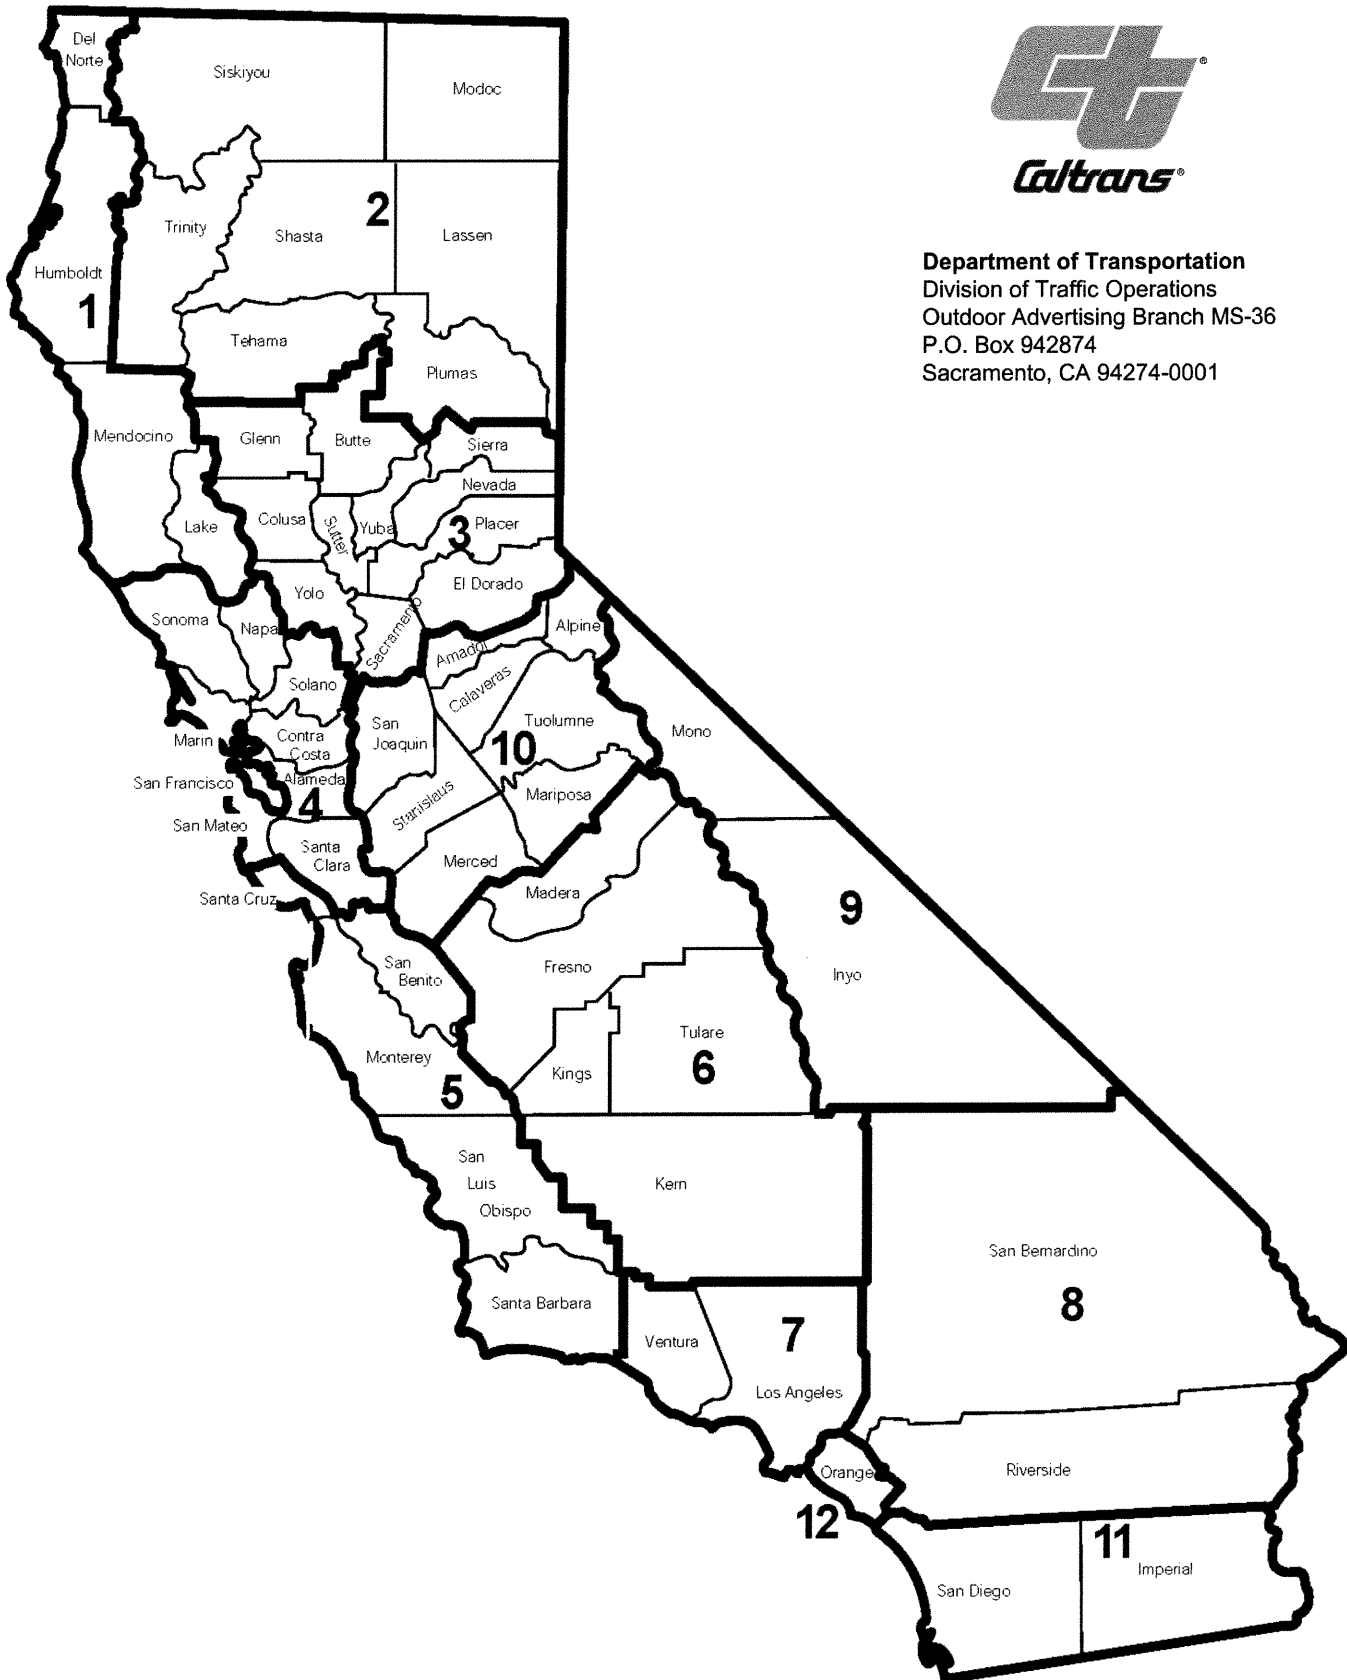 Del
Norte
Siskiyou
Modoc
Caltrans®
Trinity
Shasta
2
Lassen
Humboldt
1
Department of Transportation
Division of Traffic Operations
Outdoor Advertising Branch MS-36
P.O. Box 942874
Sacramento, CA 94274-0001
Tehama
Plumas
Mendocino
Glenn
Butte
Sierra
Nevada
Lake
Colusa
Sutter
Yuba
3
Placer
El Dorado
Yolo
Sonoma
Napa
Sacramento
Amador
Alpine
Solano
Calaveras
Marin
Contra
Costa
San
Joaquin
Tuolumne
10
Mono
San Francisco
Alameda
4
Stanislaus
Mariposa
San Mateo
Santa
Clara
Merced
Madera
Santa Cruz
9
San
Benito
Fresno
Inyo
Monterey
5
Kings
Tulare
6
San
Luis
Obispo
Kern
San Bernardino
8
Santa Barbara
Ventura
7
Los Angeles
Orange
12
Riverside
11
San Diego
Imperial